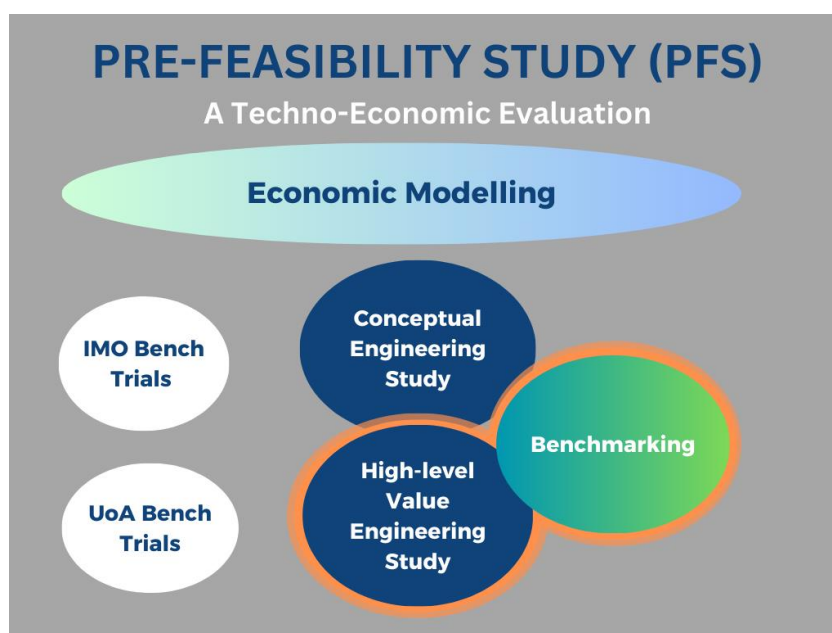 PRE-FEASIBILITY STUDY (PFS)
A Techno-Economic Evaluation
Economic Modelling
IMO Bench
Trials
Conceptual
Engineering
Study
Benchmarking
UoA Bench
Trials
High-level
Value
Engineering
Study